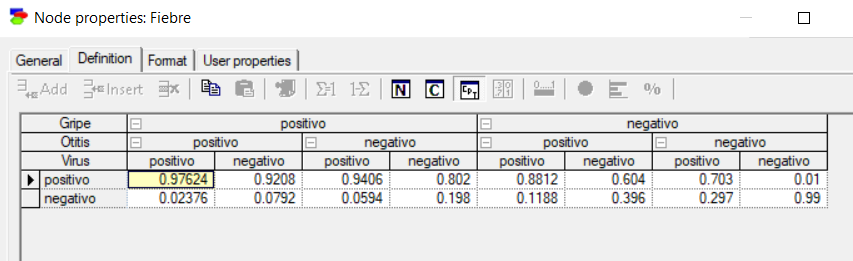 Node properties: Fiebre
General Definition Format User properties
Add Insert Σ=1 1-Σ N C CPT %
Gripe positivo negativo
Otitis positivo negativo positivo negativo
Virus positivo negativo positivo negativo positivo negativo positivo negativo
positivo 0.97624 0.9208 0.9406 0.802 0.8812 0.604 0.703 0.01
negativo 0.02376 0.0792 0.0594 0.198 0.1188 0.396 0.297 0.99